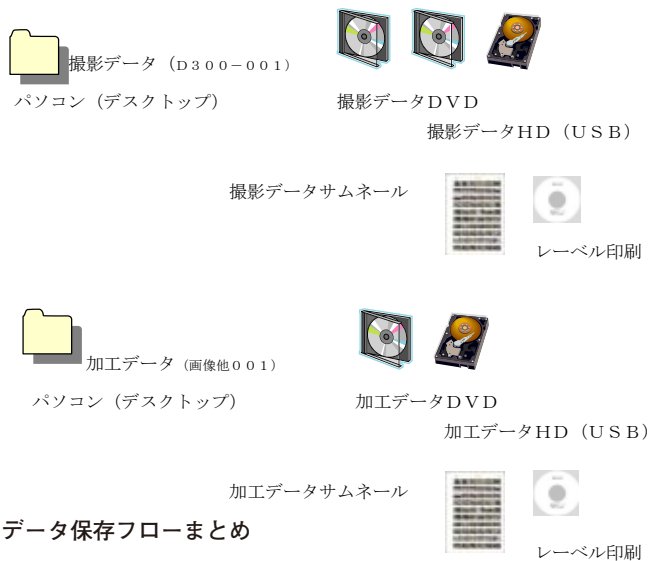 撮影データ（Ｄ３００－００１）
パソコン（デスクトップ）
撮影データＤＶＤ
撮影データＨＤ（ＵＳＢ）
撮影データサムネール
レーベル印刷
加工データ（画像他００１）
パソコン（デスクトップ）
加工データＤＶＤ
加工データＨＤ（ＵＳＢ）
加工データサムネール
データ保存フローまとめ
レーベル印刷